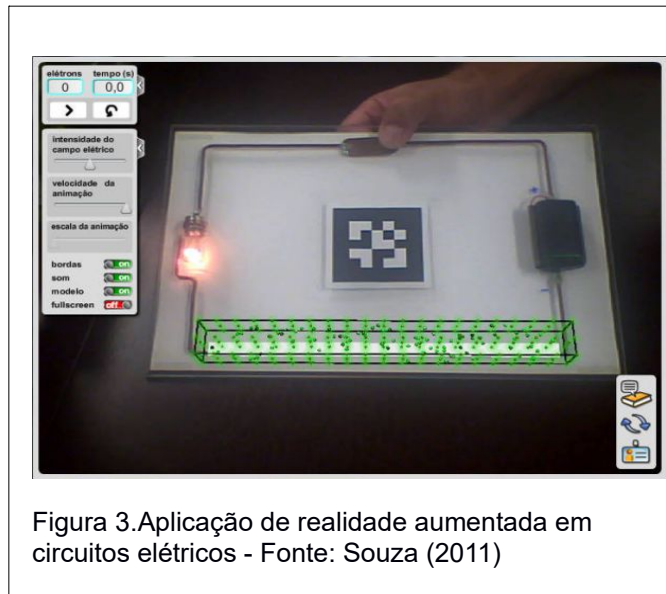 elétrons tempo (s)
0 0,0
intensidade do
campo elétrico
velocidade da
animação
escala da animação
bordas on
som on
modelo on
fullscreen off
Figura 3.Aplicação de realidade aumentada em
circuitos elétricos - Fonte: Souza (2011)